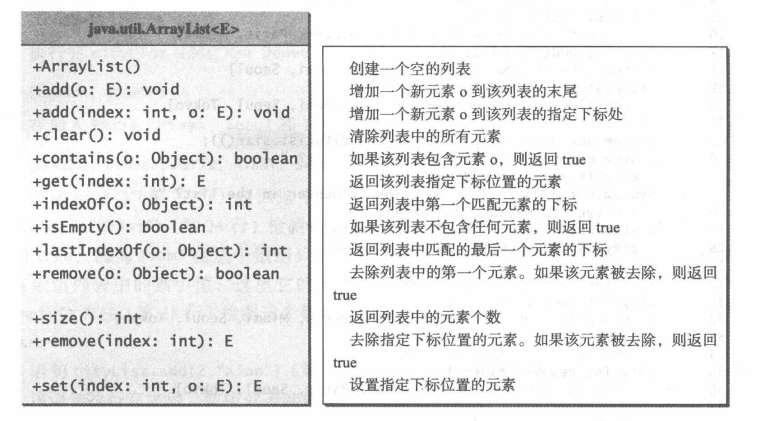 java.util.ArrayList<E>
+ArrayList()
创建一个空的列表
+add(o: E): void
增加一个新元素 o 到该列表的末尾
+add(index: int, o: E): void
增加一个新元素 o 到该列表的指定下标处
+clear(): void
清除列表中的所有元素
+contains(o: Object): boolean
如果该列表包含元素 o，则返回 true
+get(index: int): E
返回该列表指定下标位置的元素
+indexOf(o: Object): int
返回列表中第一个匹配元素的下标
+isEmpty(): boolean
如果该列表不包含任何元素，则返回 true
+lastIndexOf(o: Object): int
返回列表中匹配的最后一个元素的下标
+remove(o: Object): boolean
去除列表中的第一个元素。如果该元素被去除，则返回
true
+size(): int
返回列表中的元素个数
+remove(index: int): E
去除指定下标位置的元素。如果该元素被去除，则返回
true
+set(index: int, o: E): E
设置指定下标位置的元素